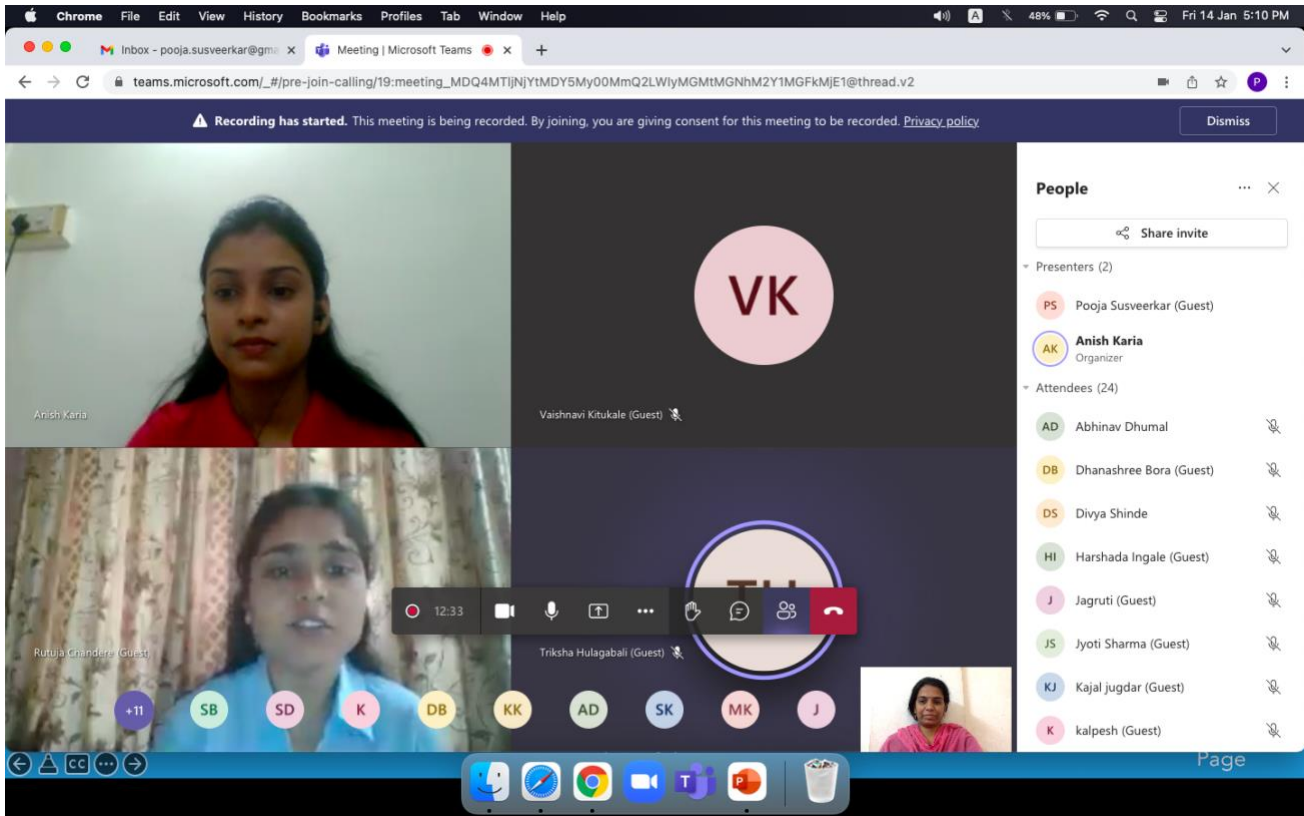 Chrome File Edit View History Bookmarks Profiles Tab Window Help A 48% Fri 14 Jan 5:10 PM
Inbox - pooja.susveerkar@gma Meeting | Microsoft Teams
teams.microsoft.com/_#/pre-join-calling/19:meeting_MDQ4MTljNjYtMDY5My00MmQ2LWIyMGMtMGNhM2Y1MGFkMjE1@thread.v2 P
Recording has started. This meeting is being recorded. By joining, you are giving consent for this meeting to be recorded. Privacy policy Dismiss
Anish Karia
VK
Vaishnavi Kitukale (Guest)
Rutuja Chandere (Guest)
TH
Triksha Hulagabali (Guest)
12:33
+11 SB SD K DB KK AD SK MK J
People
Share invite
Presenters (2)
PS Pooja Susveerkar (Guest)
AK Anish Karia
Organizer
Attendees (24)
AD Abhinav Dhumal
DB Dhanashree Bora (Guest)
DS Divya Shinde
HI Harshada Ingale (Guest)
J Jagruti (Guest)
JS Jyoti Sharma (Guest)
KJ Kajal jugdar (Guest)
K kalpesh (Guest)
CC
Page